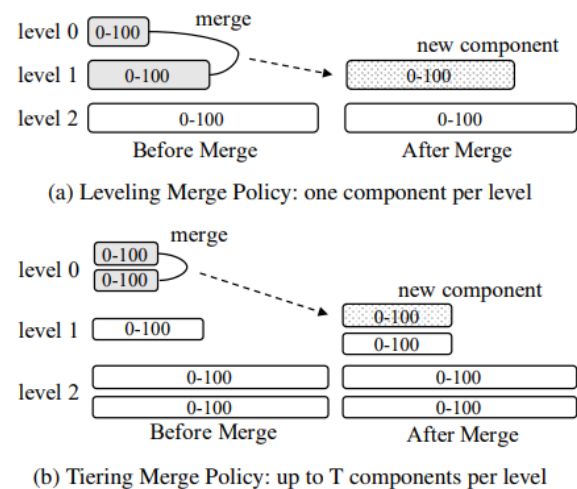 merge
level 0 0-100
new component
level 1 0-100 0-100
level 2 0-100 0-100
Before Merge After Merge
(a) Leveling Merge Policy: one component per level
merge
0-100
level 0
0-100
new component
0-100
level 1 0-100
0-100
0-100 0-100
level 2
0-100 0-100
Before Merge After Merge
(b) Tiering Merge Policy: up to T components per level